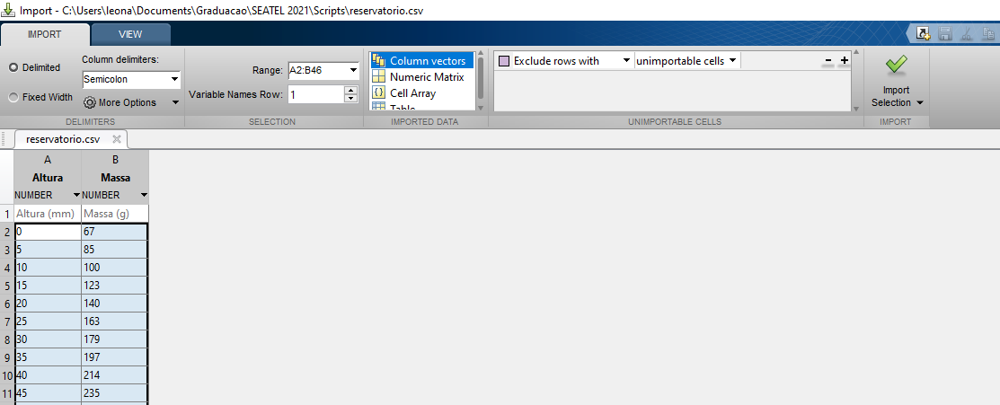 Import - C:\Users\leona\Documents\Graduacao\SEATEL 2021\Scripts\reservatorio.csv
IMPORT VIEW
Delimited
Fixed Width
Column delimiters:
Semicolon
More Options
DELIMITERS
Range: A2:B46
Variable Names Row: 1
SELECTION
Column vectors
Numeric Matrix
{} Cell Array
Table
IMPORTED DATA
Exclude rows with unimportable cells - +
UNIMPORTABLE CELLS
Import
Selection
IMPORT
reservatorio.csv
A B
Altura Massa
NUMBER NUMBER
1 Altura (mm) Massa (g)
2 0 67
3 5 85
4 10 100
5 15 123
6 20 140
7 25 163
8 30 179
9 35 197
10 40 214
11 45 235